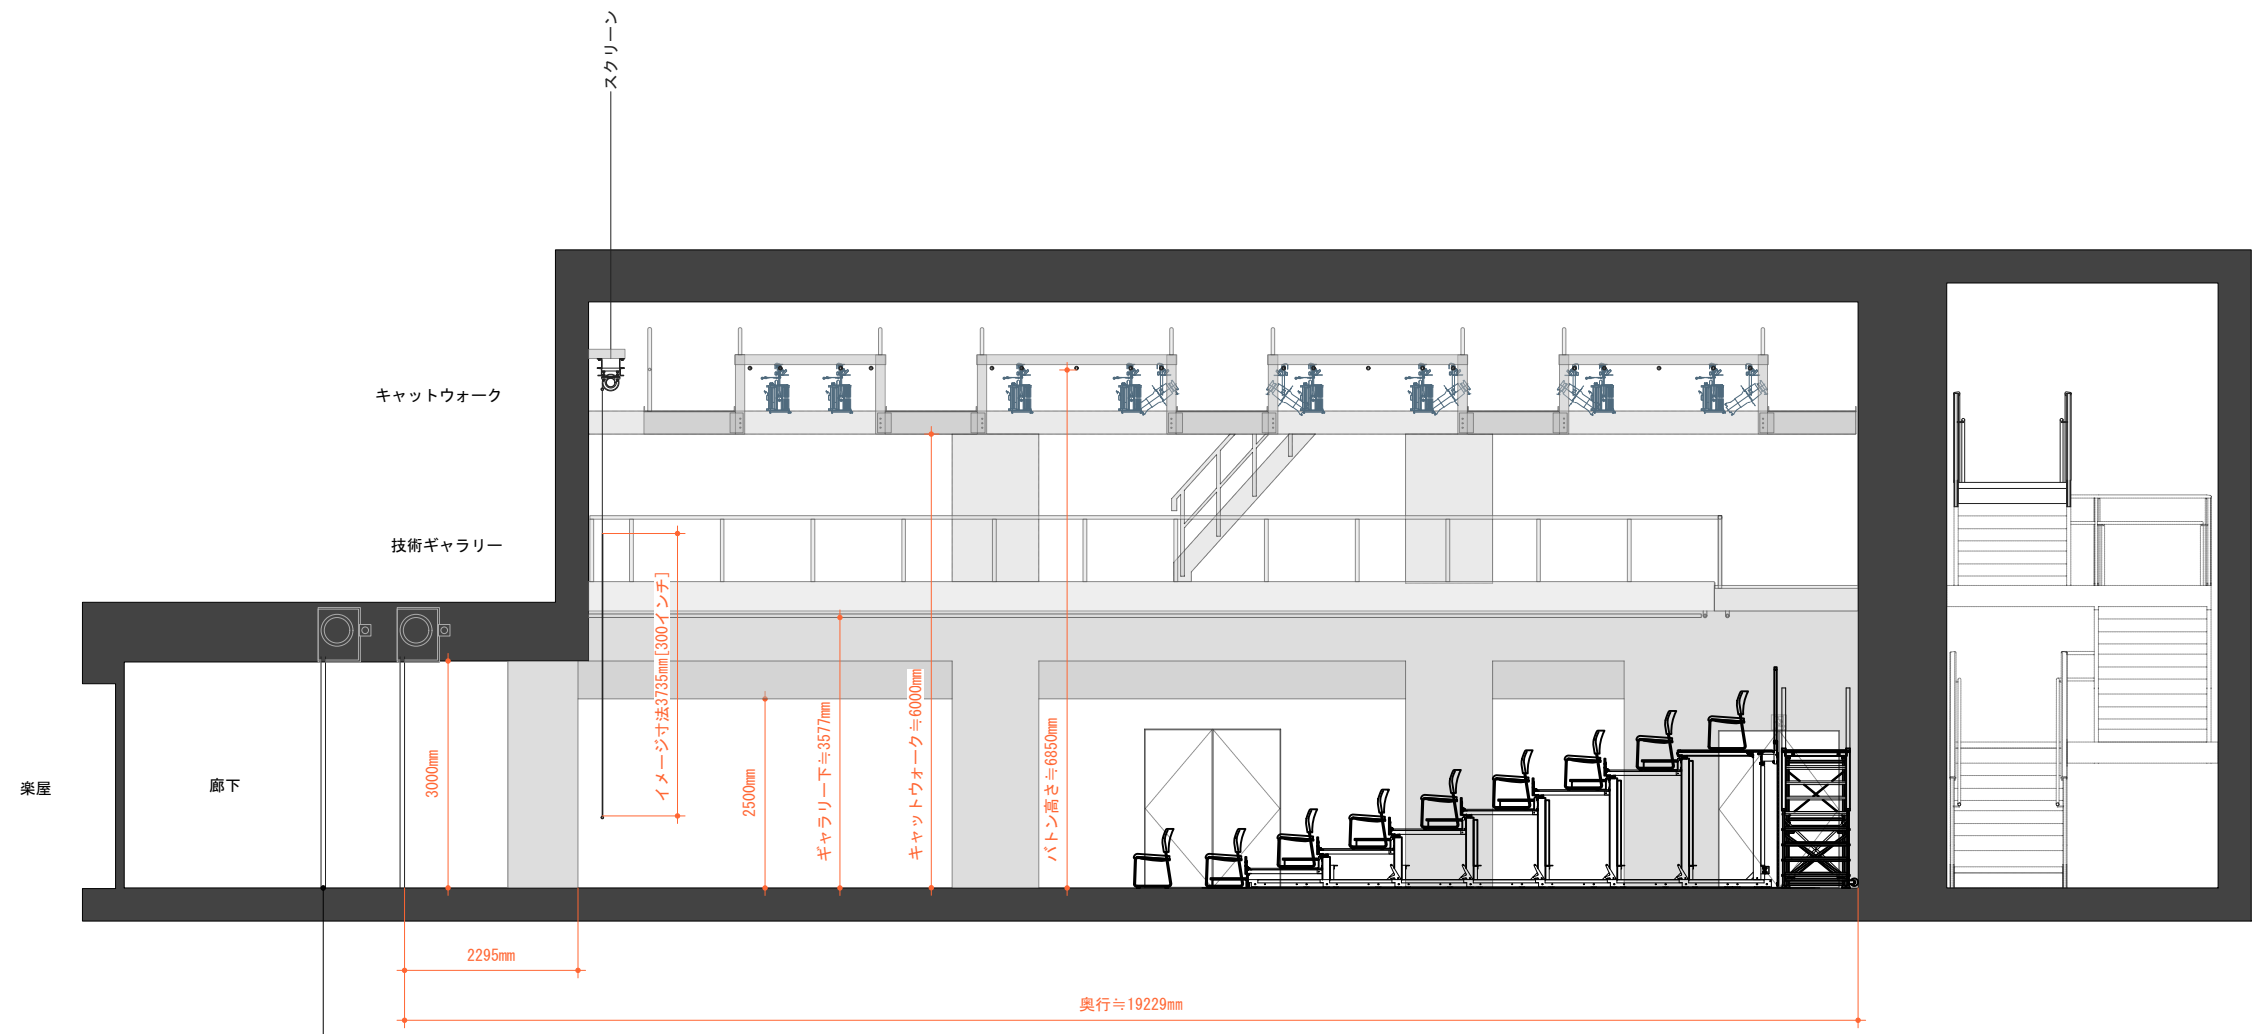 スクリーン
キャットウォーク
技術ギャラリー
イメージ寸法3735mm[300インチ]
キャットウォーク≒6000mm
ギャラリー下≒3577mm
バトン高さ≒6850mm
3000mm
2500mm
楽屋
廊下
2295mm
奥行≒19229mm